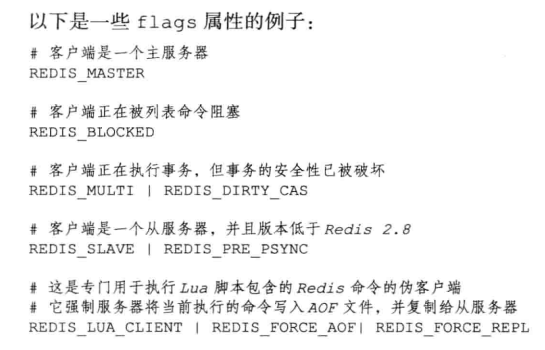 以下是一些 flags 属性的例子：
# 客户端是一个主服务器
REDIS_MASTER
# 客户端正在被列表命令阻塞
REDIS_BLOCKED
# 客户端正在执行事务，但事务的安全性已被破坏
REDIS_MULTI | REDIS_DIRTY_CAS
# 客户端是一个从服务器，并且版本低于 Redis 2.8
REDIS_SLAVE | REDIS_PRE_PSYNC
# 这是专门用于执行 Lua 脚本包含的 Redis 命令的伪客户端
# 它强制服务器将当前执行的命令写入 AOF 文件，并复制给从服务器
REDIS_LUA_CLIENT | REDIS_FORCE_AOF| REDIS_FORCE_REPL